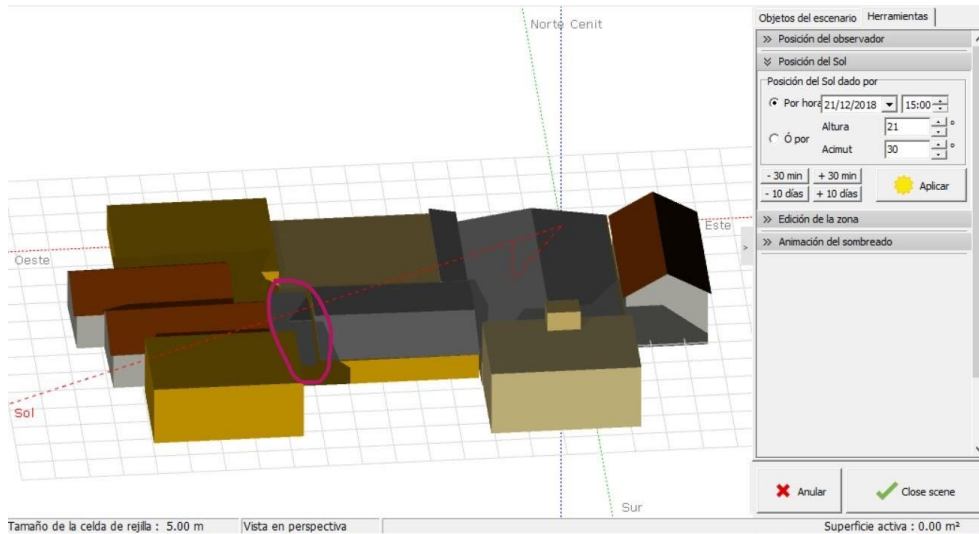 Objetos del escenario Herramientas
Posición del observador
Posición del Sol
Posición del Sol dado por
Por hora 21/12/2018 15:00
Altura 21 °
Ó por
Acimut 30 °
- 30 min + 30 min
- 10 días + 10 días
Aplicar
Edición de la zona
Animación del sombreado
Norte Cenit
Este
Oeste
Sol
Sur
Anular Close scene
Tamaño de la celda de rejilla : 5.00 m Vista en perspectiva Superficie activa : 0.00 m²